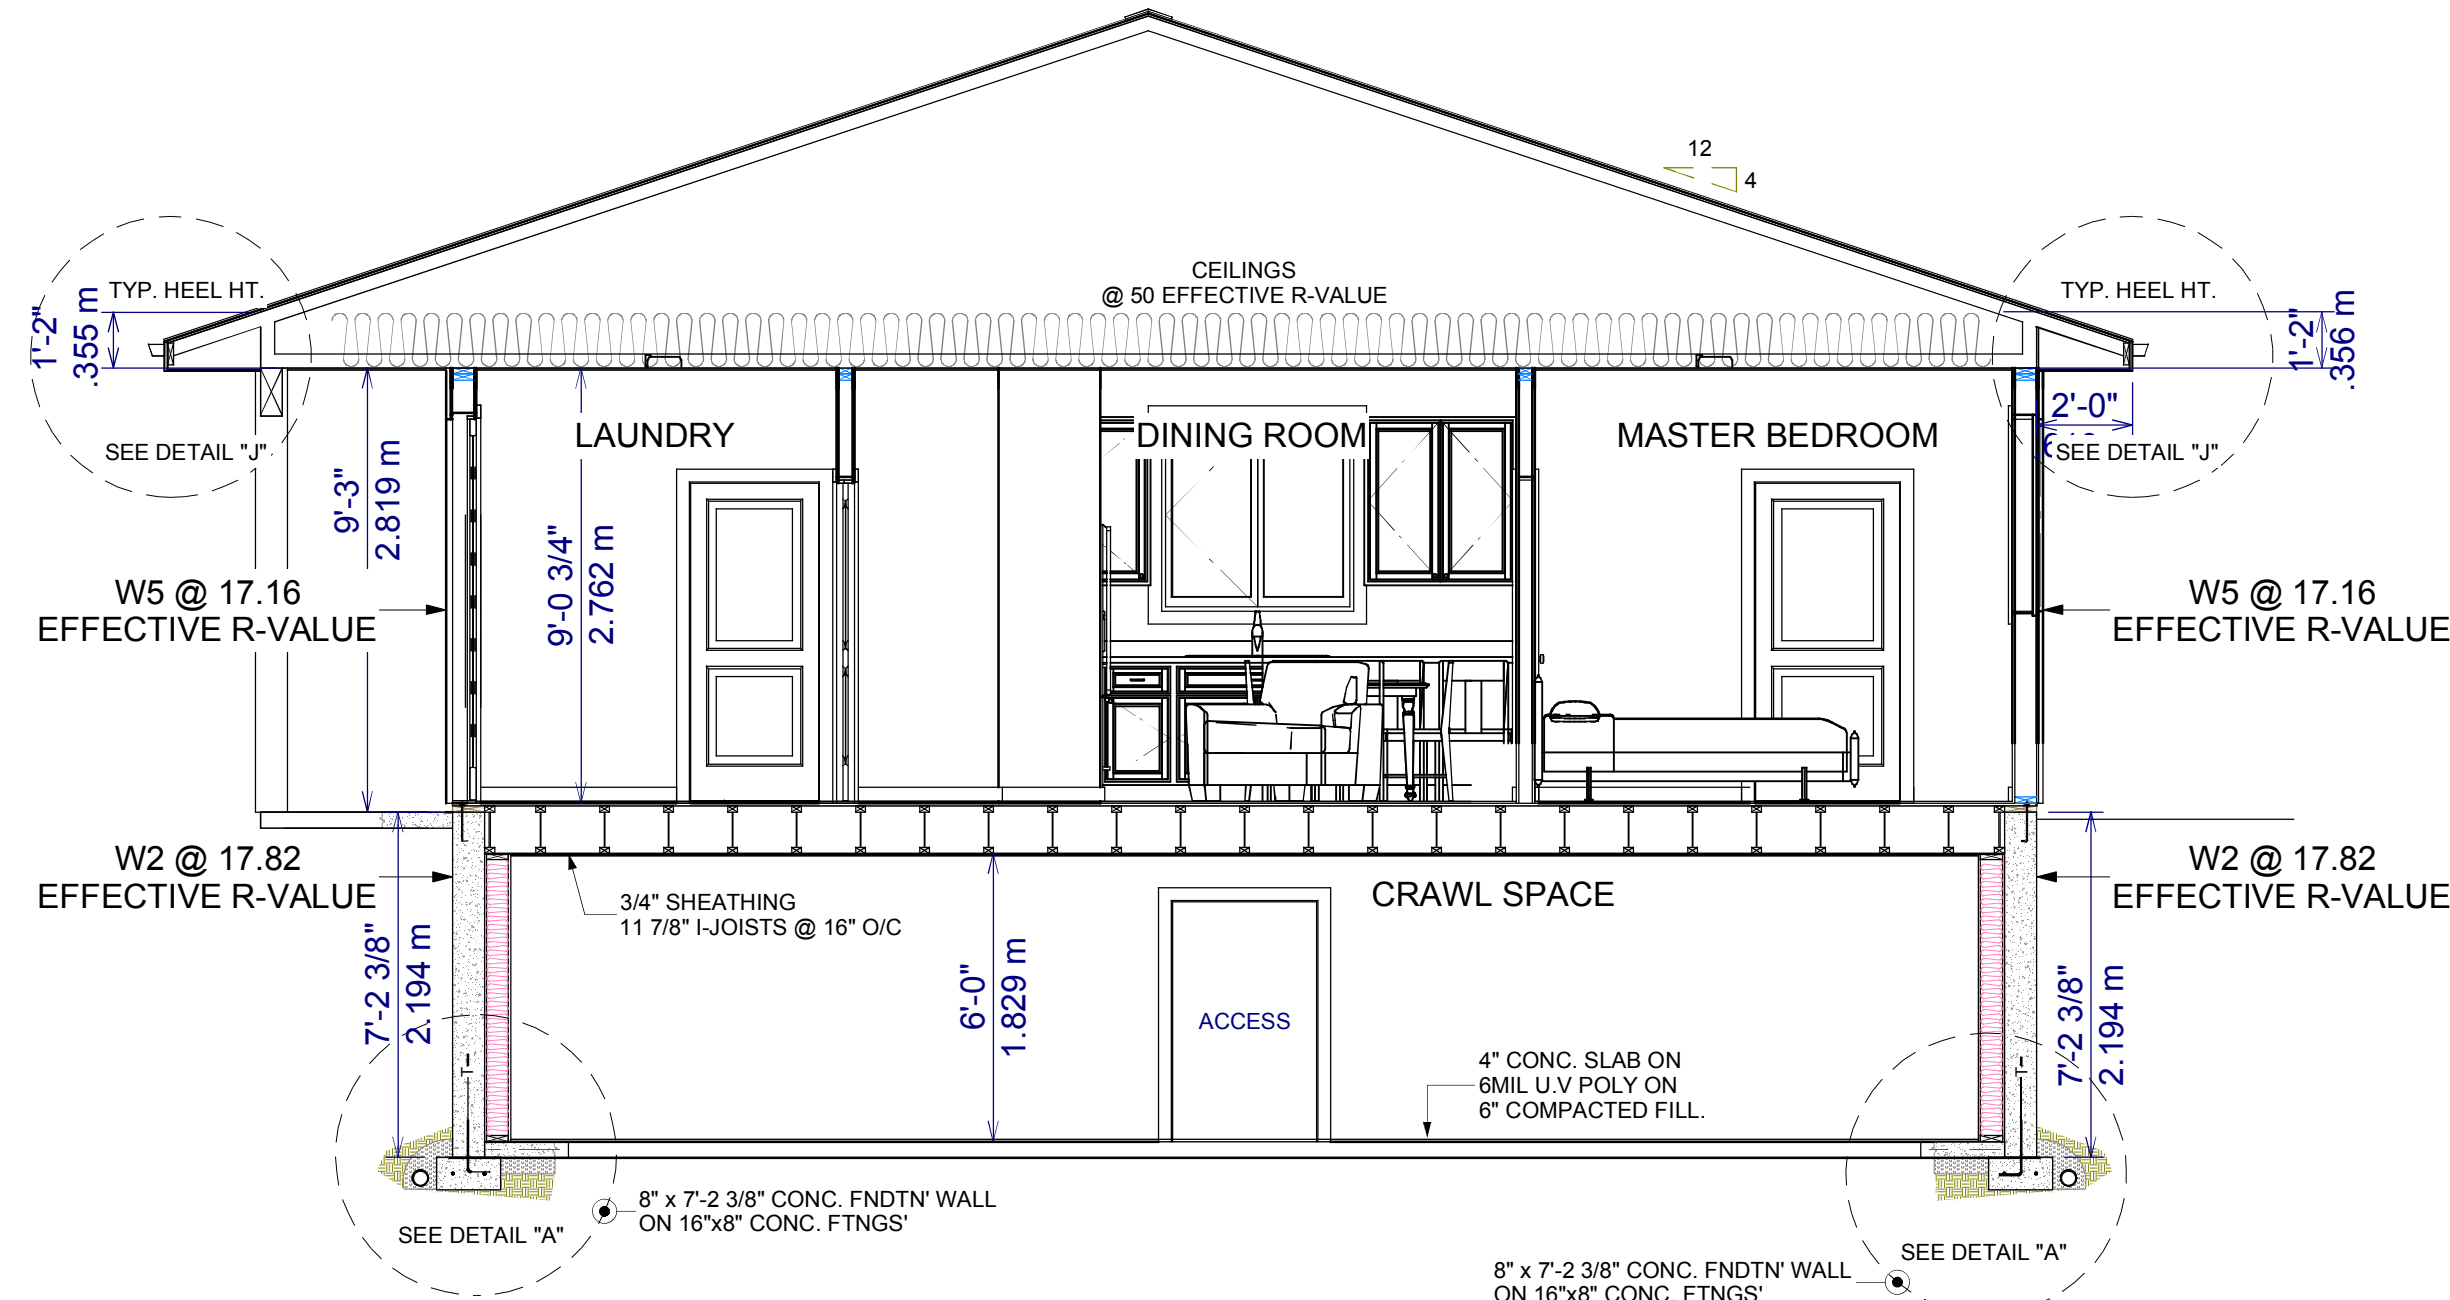 12
4
TYP. HEEL HT.
1'-2"
.355 m
SEE DETAIL "J"
CEILINGS
@ 50 EFFECTIVE R-VALUE
TYP. HEEL HT.
1'-2"
.356 m
2'-0"
SEE DETAIL "J"
LAUNDRY
DINING ROOM
MASTER BEDROOM
9'-3"
2.819 m
9'-0 3/4"
2.762 m
W5 @ 17.16
EFFECTIVE R-VALUE
W5 @ 17.16
EFFECTIVE R-VALUE
W2 @ 17.82
EFFECTIVE R-VALUE
W2 @ 17.82
EFFECTIVE R-VALUE
3/4" SHEATHING
11 7/8" I-JOISTS @ 16" O/C
CRAWL SPACE
7'-2 3/8"
2.194 m
6'-0"
1.829 m
ACCESS
4" CONC. SLAB ON
6MIL U.V POLY ON
6" COMPACTED FILL.
7'-2 3/8"
2.194 m
T
T
8" x 7'-2 3/8" CONC. FNDTN' WALL
ON 16"x8" CONC. FTNGS'
SEE DETAIL "A"
SEE DETAIL "A"
8" x 7'-2 3/8" CONC. FNDTN' WALL
ON 16"x8" CONC. FTNGS'